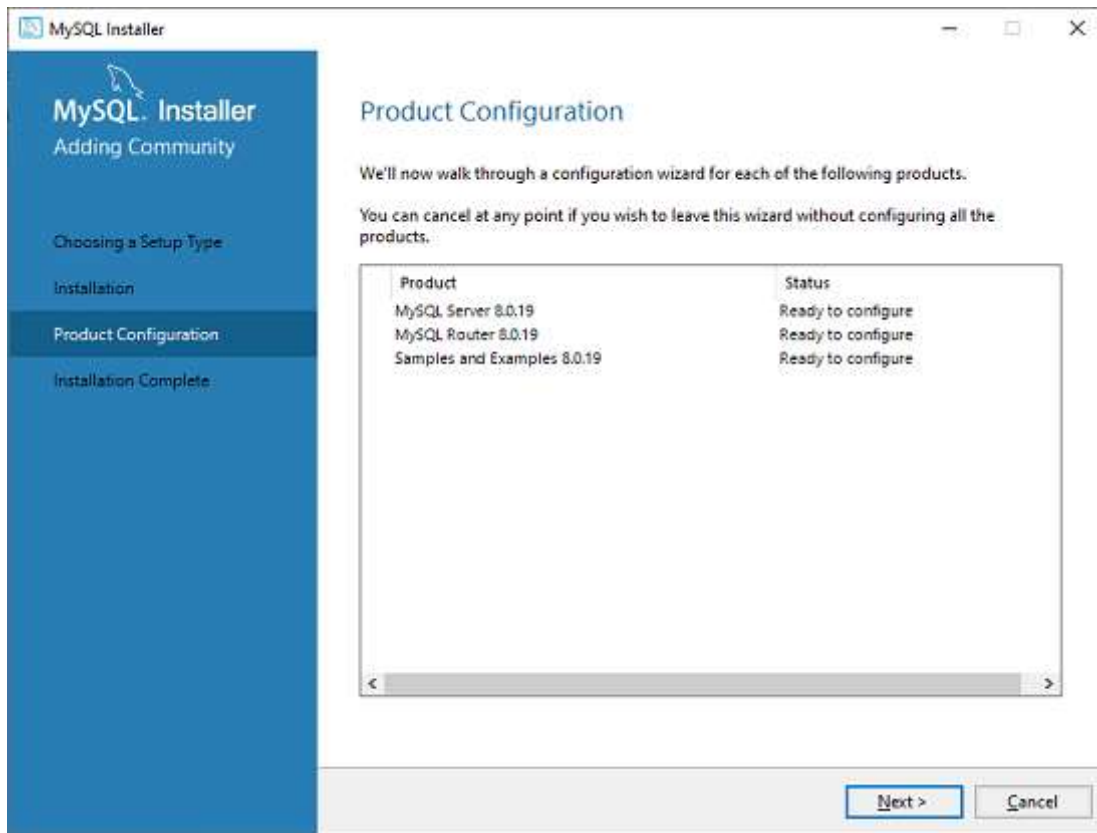 MySQL Installer
MySQL. Installer
Adding Community
Choosing a Setup Type
Installation
Product Configuration
Installation Complete
Product Configuration
We'll now walk through a configuration wizard for each of the following products.
You can cancel at any point if you wish to leave this wizard without configuring all the
products.
Product Status
MySQL Server 8.0.19 Ready to configure
MySQL Router 8.0.19 Ready to configure
Samples and Examples 8.0.19 Ready to configure
Next >
Cancel